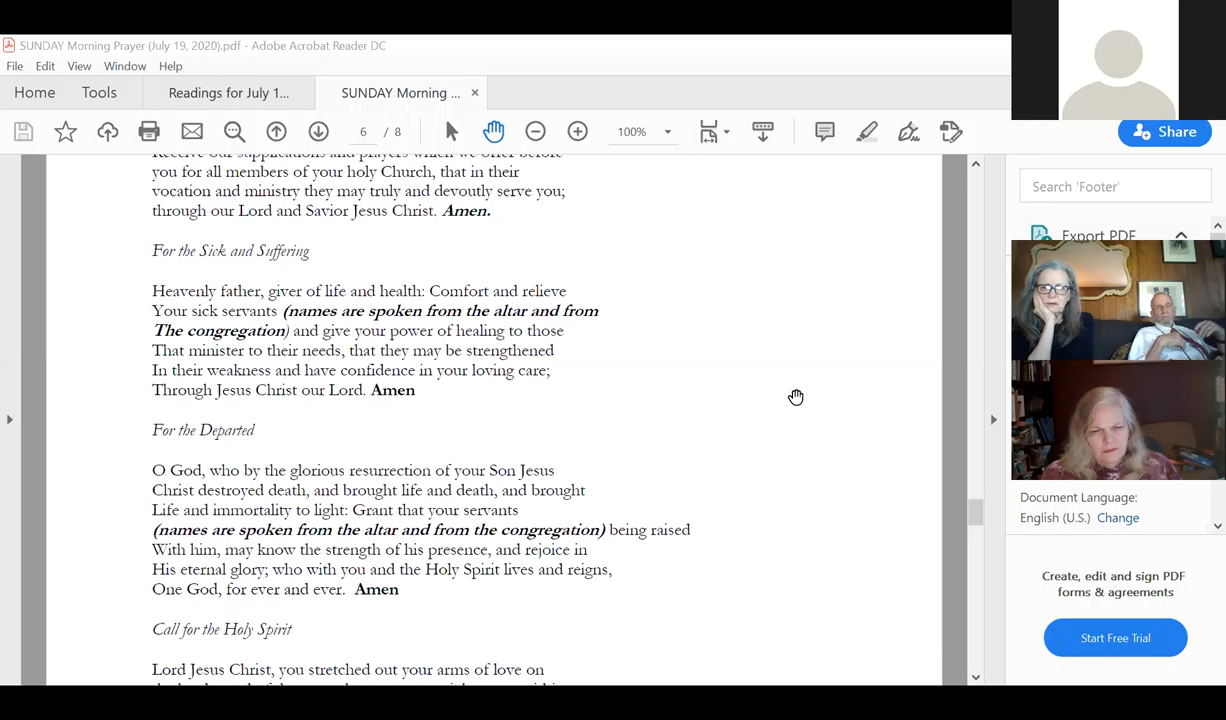 SUNDAY Morning Prayer (July 19, 2020).pdf - Adobe Acrobat Reader DC
File Edit View Window Help
Home Tools Readings for July 1... SUNDAY Morning ... ×
6 / 8 100% Share
Receive our supplications and prayers which we offer before
you for all members of your holy Church, that in their
vocation and ministry they may truly and devoutly serve you;
through our Lord and Savior Jesus Christ. Amen.
For the Sick and Suffering
Heavenly father, giver of life and health: Comfort and relieve
Your sick servants (names are spoken from the altar and from
The congregation) and give your power of healing to those
That minister to their needs, that they may be strengthened
In their weakness and have confidence in your loving care;
Through Jesus Christ our Lord. Amen
For the Departed
O God, who by the glorious resurrection of your Son Jesus
Christ destroyed death, and brought life and death, and brought
Life and immortality to light: Grant that your servants
(names are spoken from the altar and from the congregation) being raised
With him, may know the strength of his presence, and rejoice in
His eternal glory; who with you and the Holy Spirit lives and reigns,
One God, for ever and ever. Amen
Call for the Holy Spirit
Lord Jesus Christ, you stretched out your arms of love on
Search 'Footer'
Export PDF
Document Language:
English (U.S.) Change
Create, edit and sign PDF
forms & agreements
Start Free Trial